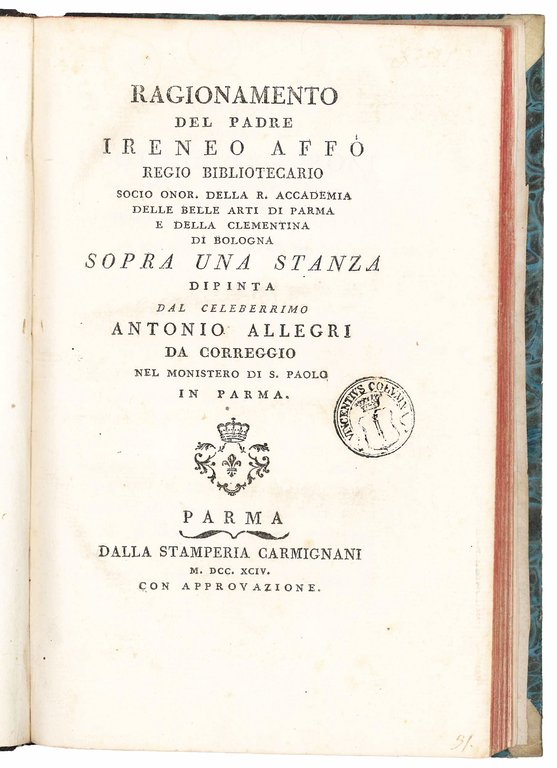 RAGIONAMENTO
DEL PADRE
IRENEO AFFÒ
REGIO BIBLIOTECARIO
SOCIO ONOR. DELLA R. ACCADEMIA
DELLE BELLE ARTI DI PARMA
E DELLA CLEMENTINA
DI BOLOGNA
SOPRA UNA STANZA
DIPINTA
DAL CELEBERRIMO
ANTONIO ALLEGRI
DA CORREGGIO
NEL MONISTERO DI S. PAOLO
IN PARMA.
VINCENTIVS
PARMA
DALLA STAMPERIA CARMIGNANI
M. DCC. XCIV.
CON APPROVAZIONE.